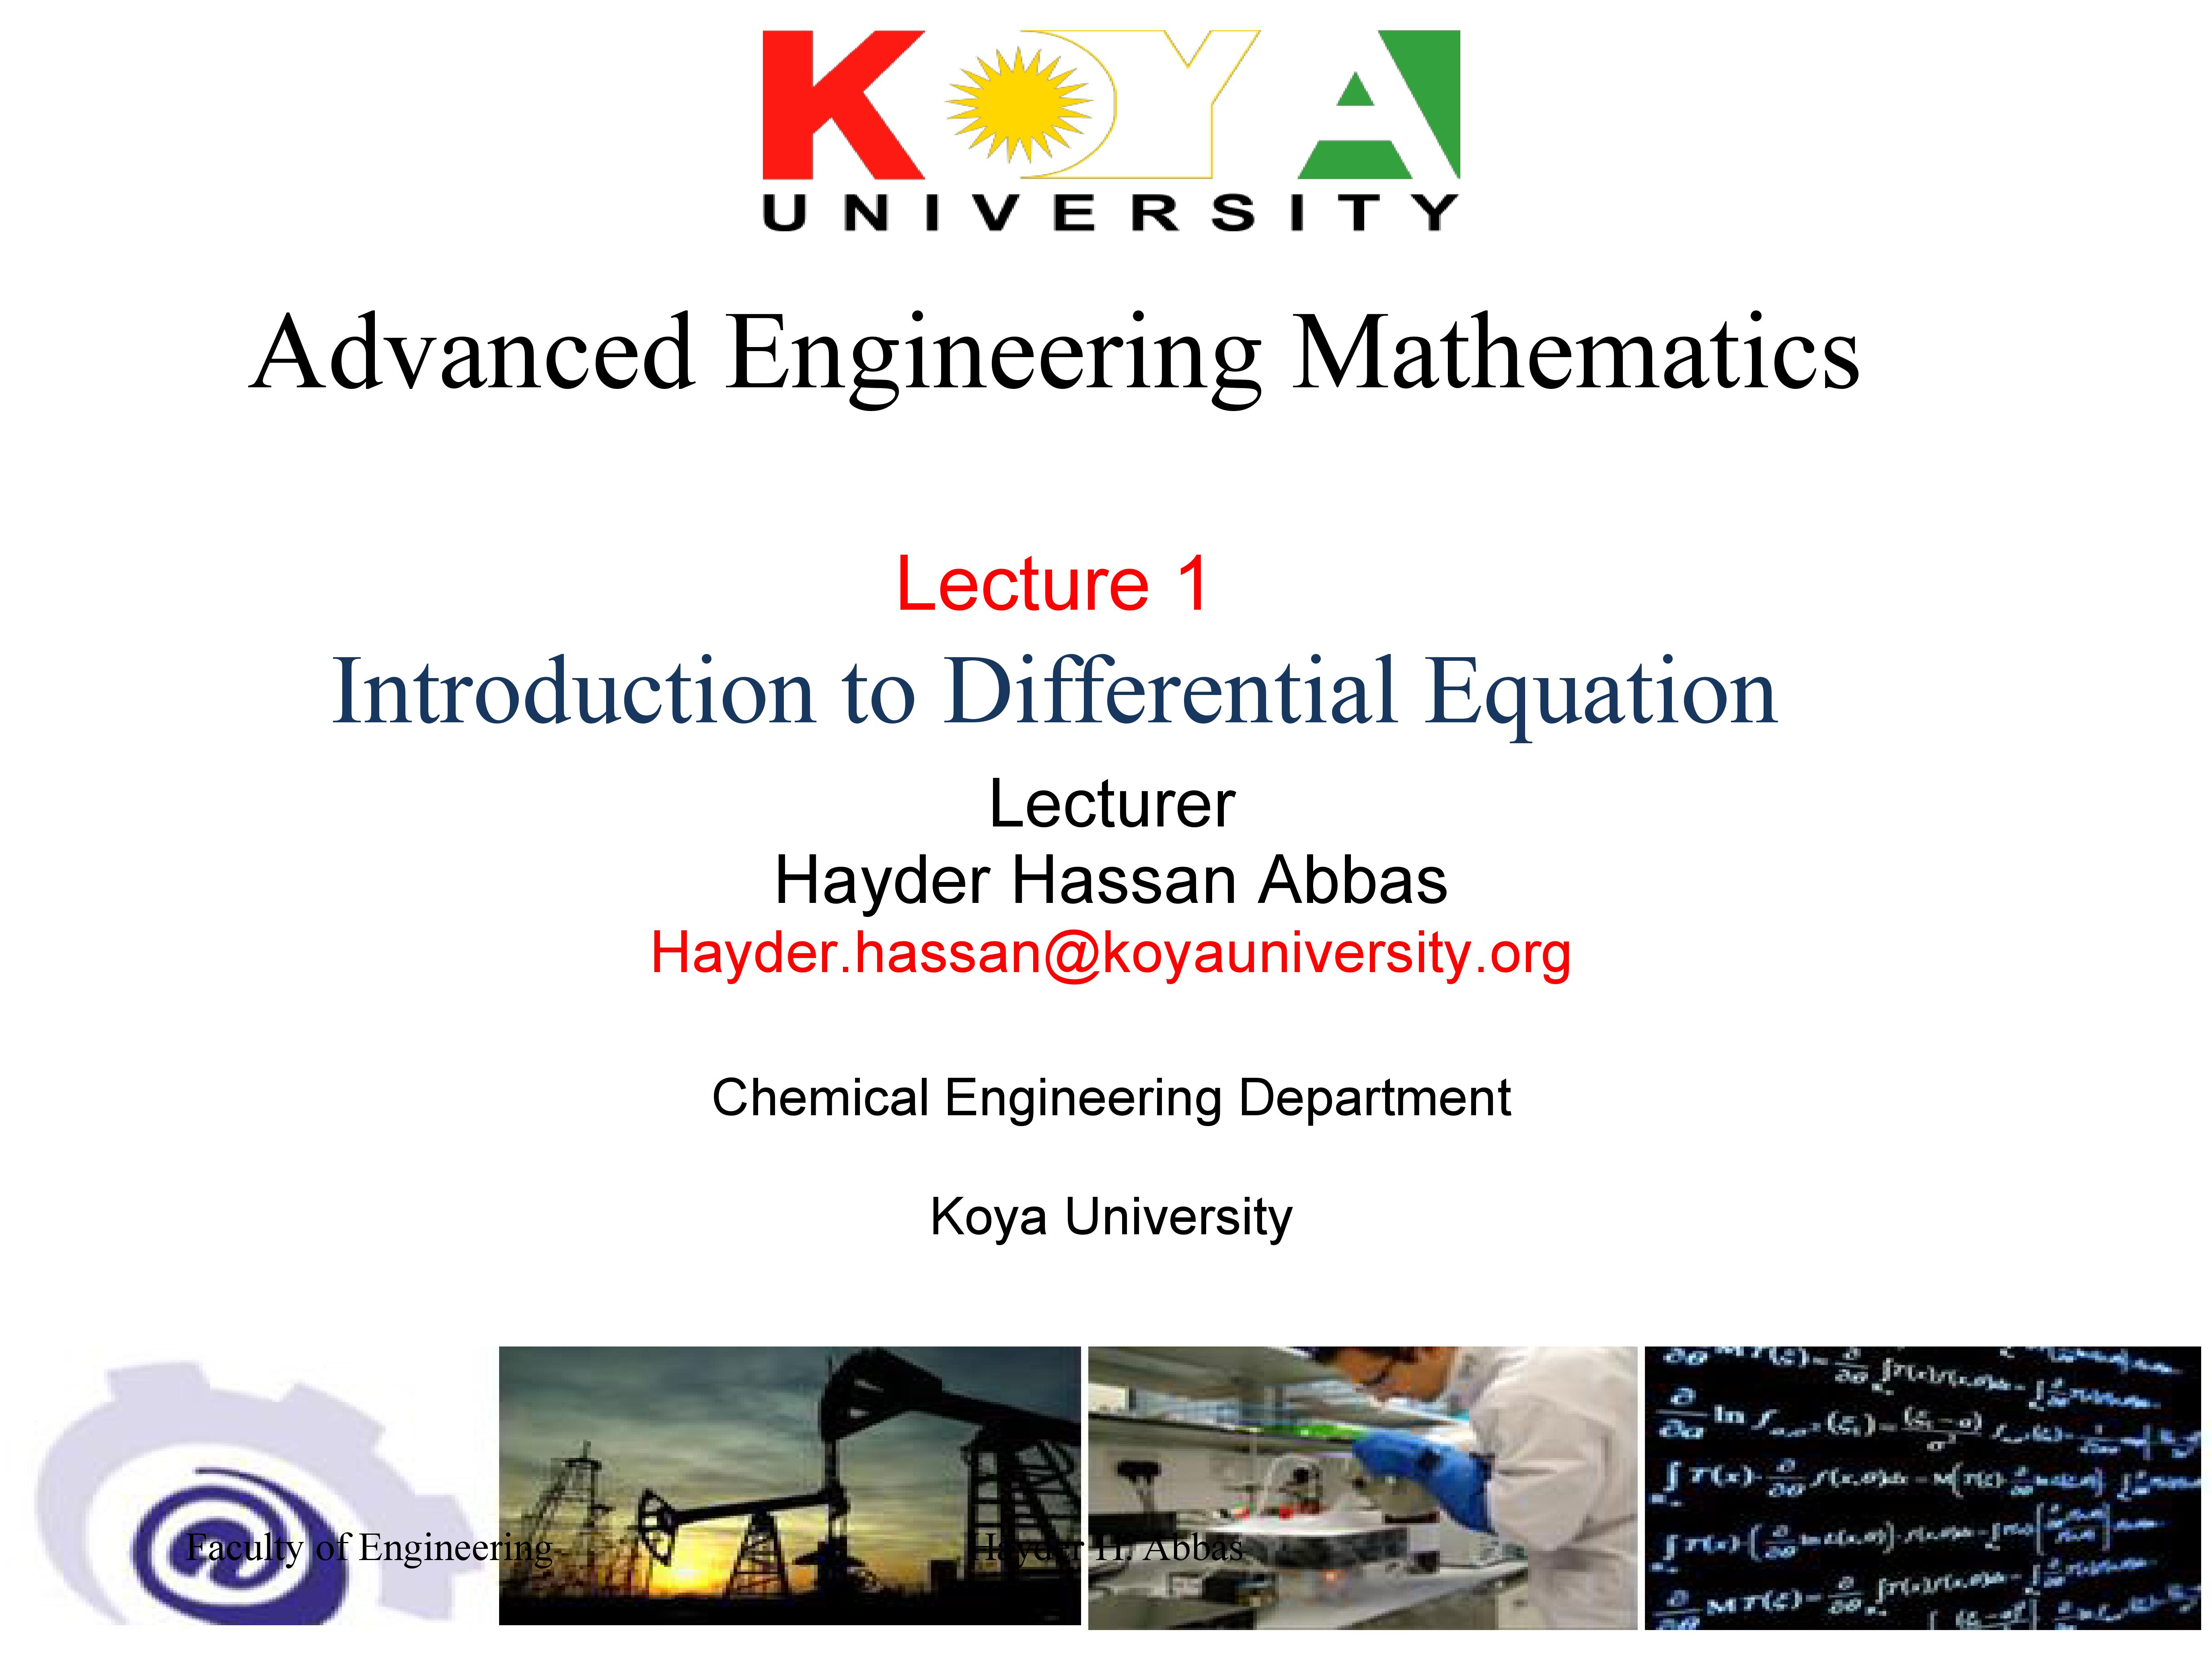 KOYA
UNIVERSITY
Advanced Engineering Mathematics
Lecture 1
Introduction to Differential Equation
Lecturer
Hayder Hassan Abbas
Hayder.hassan@koyauniversity.org
Chemical Engineering Department
Koya University
Faculty of Engineering
Hayder H. Abbas